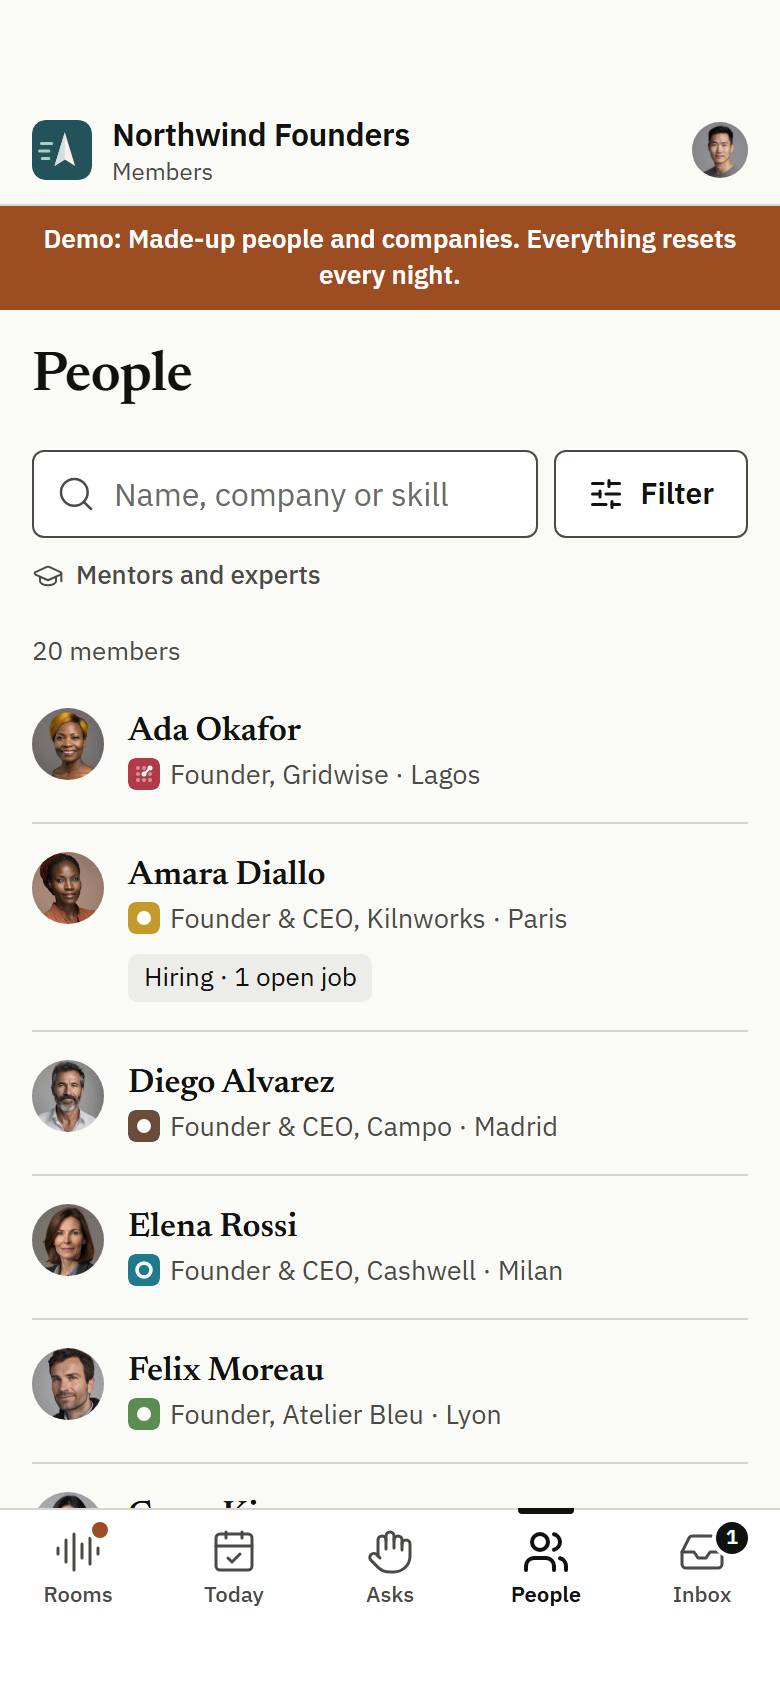 Northwind Founders
Members
Demo: Made-up people and companies. Everything resets
every night.
People
Name, company or skill
Filter
Mentors and experts
20 members
Ada Okafor
Founder, Gridwise · Lagos
Amara Diallo
Founder & CEO, Kilnworks · Paris
Hiring · 1 open job
Diego Alvarez
Founder & CEO, Campo · Madrid
Elena Rossi
Founder & CEO, Cashwell · Milan
Felix Moreau
Founder, Atelier Bleu · Lyon
1
Rooms
Today
Asks
People
Inbox